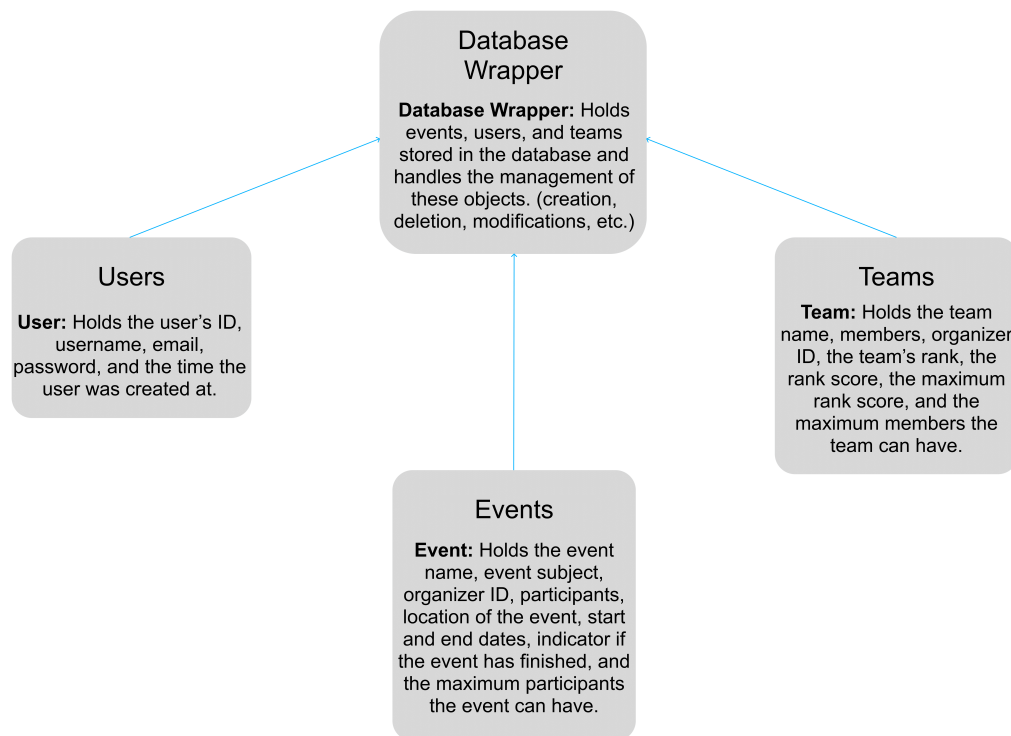 Database
Wrapper
Database Wrapper: Holds
events, users, and teams
stored in the database and
handles the management of
these objects. (creation,
deletion, modifications, etc.)
Users
User: Holds the user’s ID,
username, email,
password, and the time the
user was created at.
Teams
Team: Holds the team
name, members, organizer
ID, the team’s rank, the
rank score, the maximum
rank score, and the
maximum members the
team can have.
Events
Event: Holds the event
name, event subject,
organizer ID, participants,
location of the event, start
and end dates, indicator if
the event has finished, and
the maximum participants
the event can have.